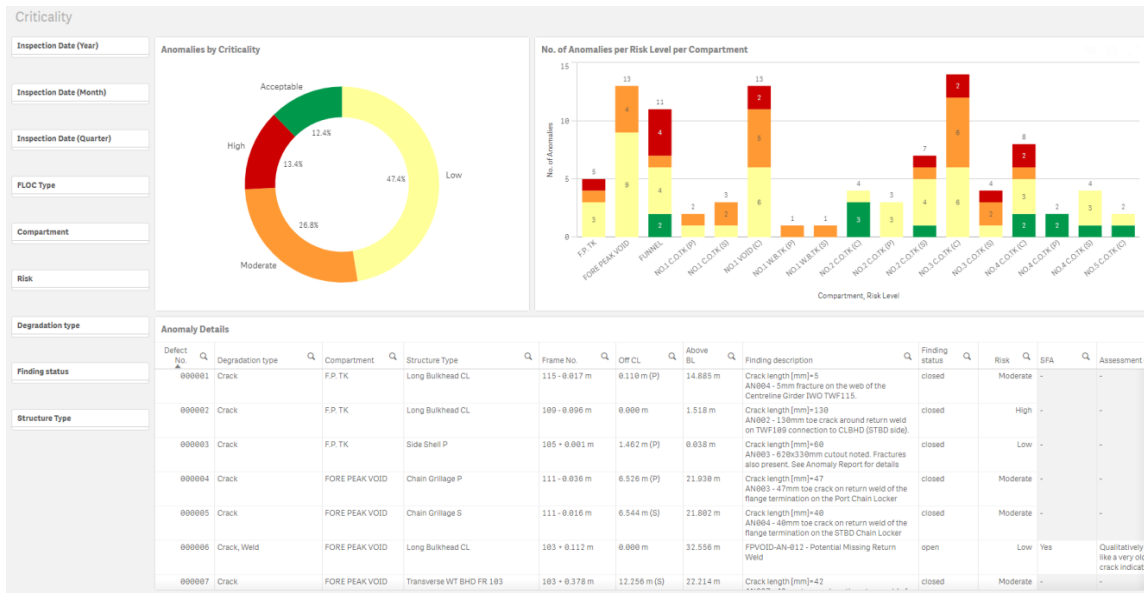 Criticality
Inspection Date (Year)
Inspection Date (Month)
Inspection Date (Quarter)
FLOC Type
Compartment
Risk
Degradation type
Finding status
Structure Type
Anomalies by Criticality
Acceptable
12.4%
High
13.4%
47.4%
Low
26.8%
Moderate
No. of Anomalies per Risk Level per Compartment
No. of Anomalies
15
10
5
0
5
3
13
4
9
11
4
4
2
2
3
2
13
2
5
6
1
1
4
3
3
3
7
4
2
6
6
4
2
8
2
3
2
2
2
4
3
2
F.P. TK
FORE PEAK VOID
FUNNEL
NO.1 C.O.TK (P)
NO.1 C.O.TK (S)
NO.1 VOID (C)
NO.1 W.B.TK (P)
NO.1 W.B.TK (S)
NO.2 C.O.TK (C)
NO.2 C.O.TK (P)
NO.2 C.O.TK (S)
NO.3 C.O.TK (C)
NO.3 C.O.TK (S)
NO.4 C.O.TK (C)
NO.4 C.O.TK (P)
NO.4 C.O.TK (S)
NO.5 C.O.TK (C)
Compartment, Risk Level
Anomaly Details
Defect No. Degradation type Compartment Structure Type Frame No. Off CL Above BL Finding description Finding status Risk SFA Assessment
000001 Crack F.P. TK Long Bulkhead CL 115 - 0.017 m 0.110 m (P) 14.885 m Crack length [mm]=5 closed Moderate - -
AN004 - 5mm fracture on the web of the
Centreline Girder IWO TWF115.
000002 Crack F.P. TK Long Bulkhead CL 109 - 0.096 m 0.000 m 1.518 m Crack length [mm]=130 closed High - -
AN002 - 130mm toe crack around return weld
on TWF109 connection to CLBHD (STBD side).
000003 Crack F.P. TK Side Shell P 105 + 0.001 m 1.462 m (P) 0.038 m Crack length [mm]=60 closed Low - -
AN003 - 620x330mm cutout noted. Fractures
also present. See Anomaly Report for details
000004 Crack FORE PEAK VOID Chain Grillage P 111 - 0.036 m 6.526 m (P) 21.930 m Crack length [mm]=47 closed Moderate - -
AN003 - 47mm toe crack on return weld of the
flange termination on the Port Chain Locker
000005 Crack FORE PEAK VOID Chain Grillage S 111 - 0.016 m 6.544 m (S) 21.802 m Crack length [mm]=40 closed Moderate - -
AN004 - 40mm toe crack on return weld of the
flange termination on the STBD Chain Locker
000006 Crack, Weld FORE PEAK VOID Long Bulkhead CL 103 + 0.112 m 0.000 m 32.556 m FPVOID-AN-012 - Potential Missing Return open Low Yes Qualitatively
Weld like a very old
crack indicat
000007 Crack FORE PEAK VOID Transverse WT BHD FR 103 103 + 0.378 m 12.256 m (S) 22.214 m Crack length [mm]=42 closed Moderate - -